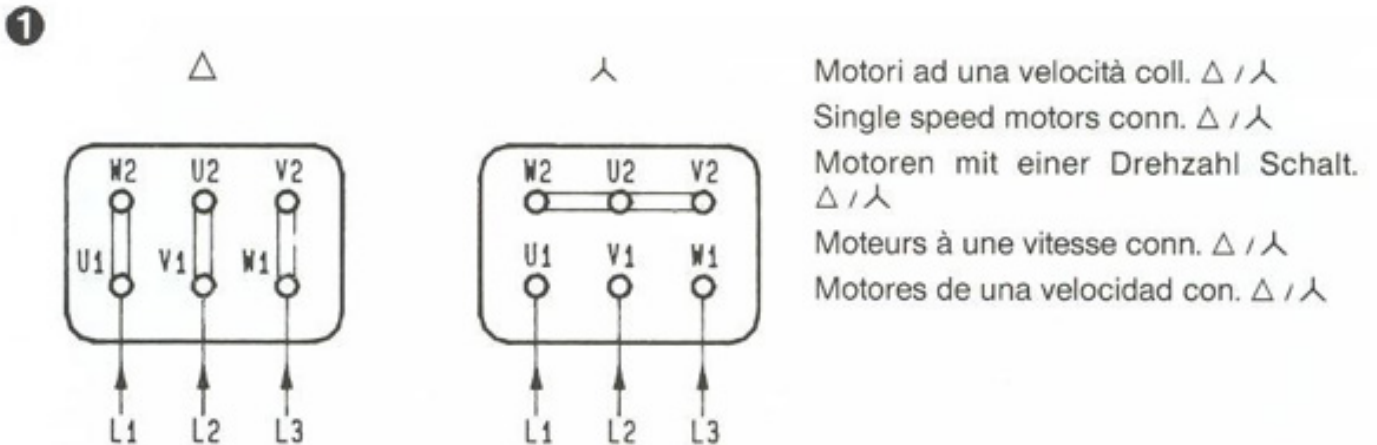 1
△ ⅄
W2 U2 V2
U1 V1 W1
L1 L2 L3
W2 U2 V2
U1 V1 W1
L1 L2 L3
Motori ad una velocità coll. △ / ⅄
Single speed motors conn. △ / ⅄
Motoren mit einer Drehzahl Schalt.
△ / ⅄
Moteurs à une vitesse conn. △ / ⅄
Motores de una velocidad con. △ / ⅄